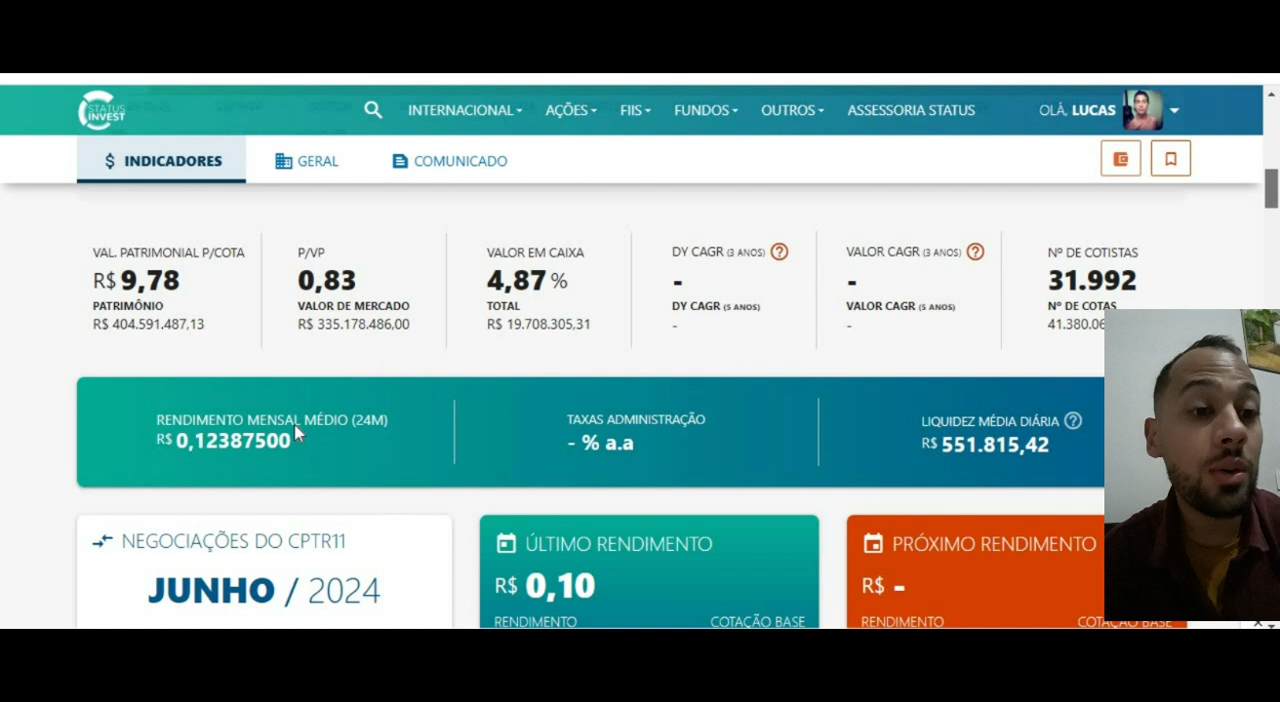 STATUS
INVEST
INTERNACIONAL
AÇÕES
FIIS
FUNDOS
OUTROS
ASSESSORIA STATUS
OLÁ, LUCAS
$ INDICADORES
GERAL
COMUNICADO
VAL. PATRIMONIAL P/COTA
R$ 9,78
PATRIMÔNIO
R$ 404.591.487,13
P/VP
0,83
VALOR DE MERCADO
R$ 335.178.486,00
VALOR EM CAIXA
4,87 %
TOTAL
R$ 19.708.305,31
DY CAGR (3 ANOS) ?
-
DY CAGR (5 ANOS)
-
VALOR CAGR (3 ANOS) ?
-
VALOR CAGR (5 ANOS)
-
Nº DE COTISTAS
31.992
Nº DE COTAS
41.380.06
RENDIMENTO MENSAL MÉDIO (24M)
R$ 0,12387500
TAXAS ADMINISTRAÇÃO
- % a.a
LIQUIDEZ MÉDIA DIÁRIA ?
R$ 551.815,42
NEGOCIAÇÕES DO CPTR11
JUNHO / 2024
ÚLTIMO RENDIMENTO
R$ 0,10
RENDIMENTO
COTAÇÃO BASE
PRÓXIMO RENDIMENTO
R$ -
RENDIMENTO
COTAÇÃO BASE